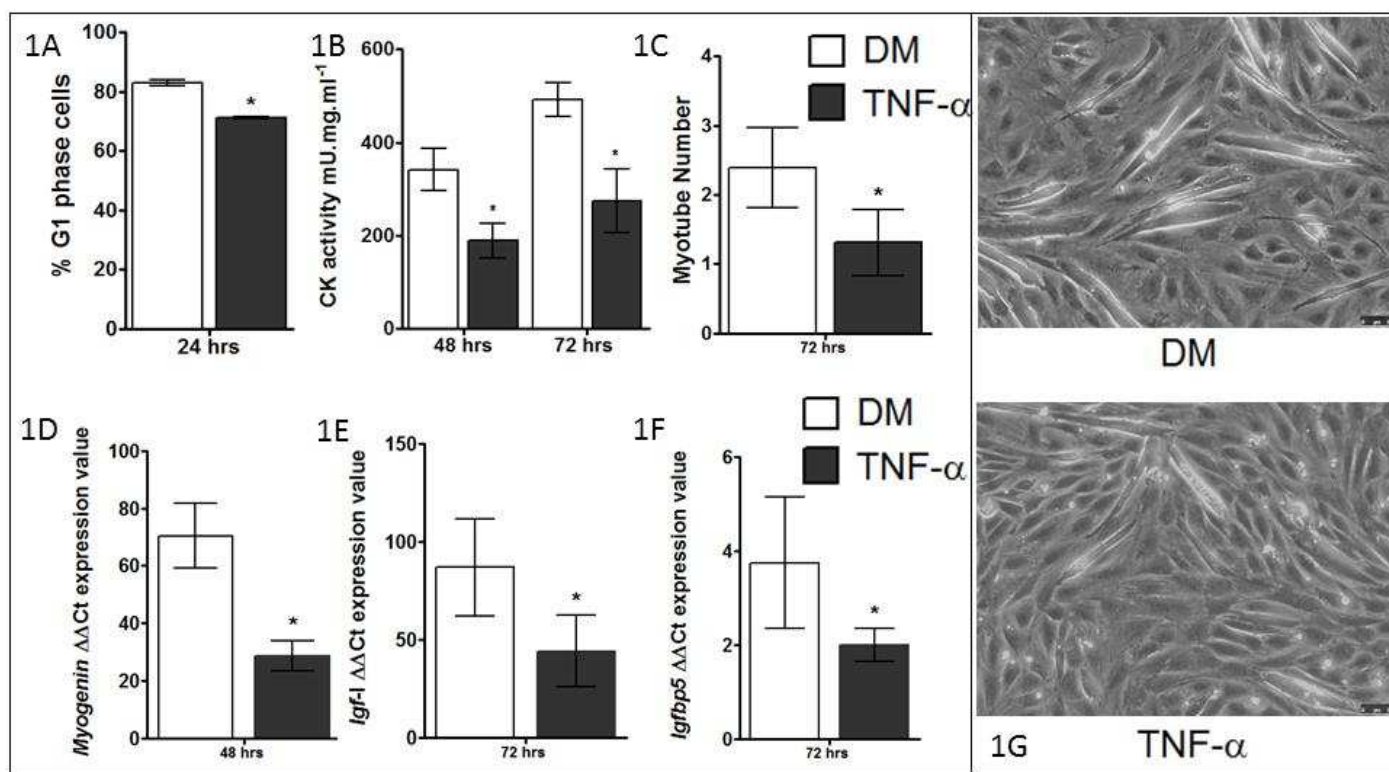 1A
% G1 phase cells
100
80
60
40
20
0
*
24 hrs
1B
CK activity mU.mg.ml⁻¹
600
400
200
0
*
*
48 hrs
72 hrs
1C
Myotube Number
4
3
2
1
0
*
72 hrs
DM
TNF-α
DM
1D
Myogenin ΔΔCt expression value
100
80
60
40
20
0
*
48 hrs
1E
Igf-I ΔΔCt expression value
150
100
50
0
*
72 hrs
1F
Igfbp5 ΔΔCt expression value
6
4
2
0
*
72 hrs
DM
TNF-α
1G
TNF-α